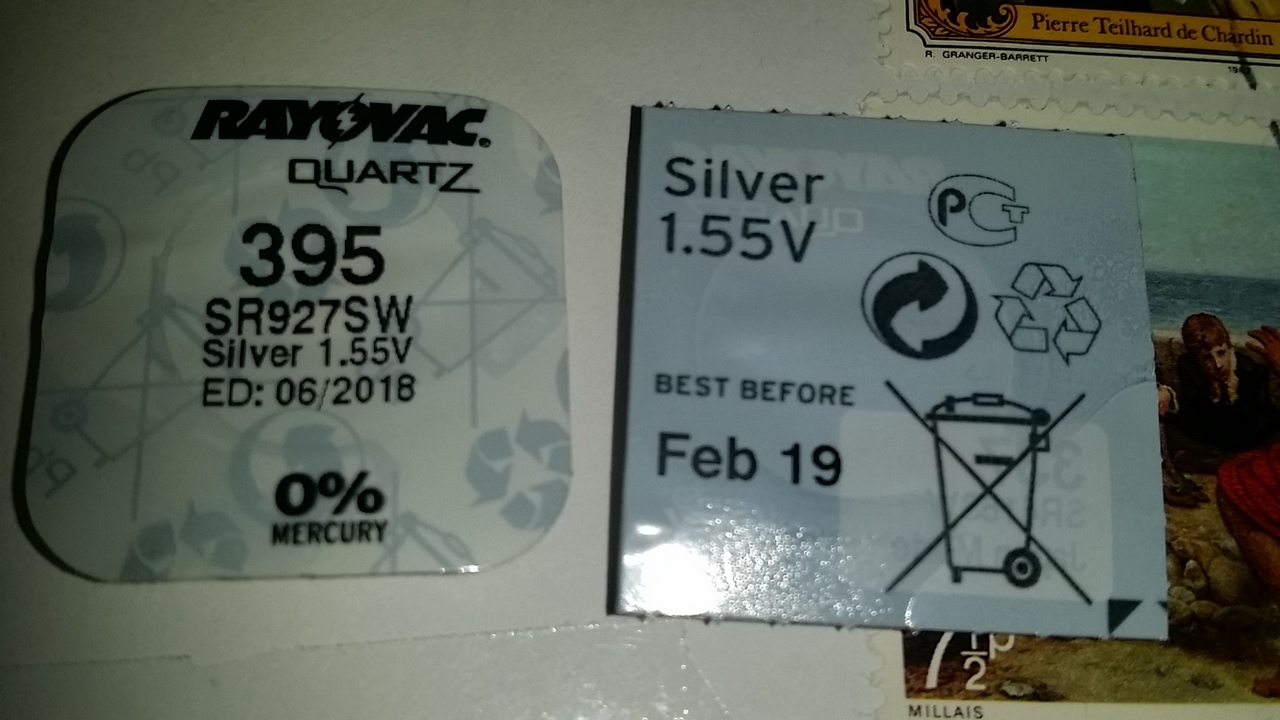 RAYOVAC
QUARTZ
395
SR927SW
Silver 1.55V
ED: 06/2018
0%
MERCURY
Silver
1.55V
PCT
BEST BEFORE
Feb 19
Pierre Teilhard de Chardin
R. GRANGER-BARRETT
7½p
MILLAIS